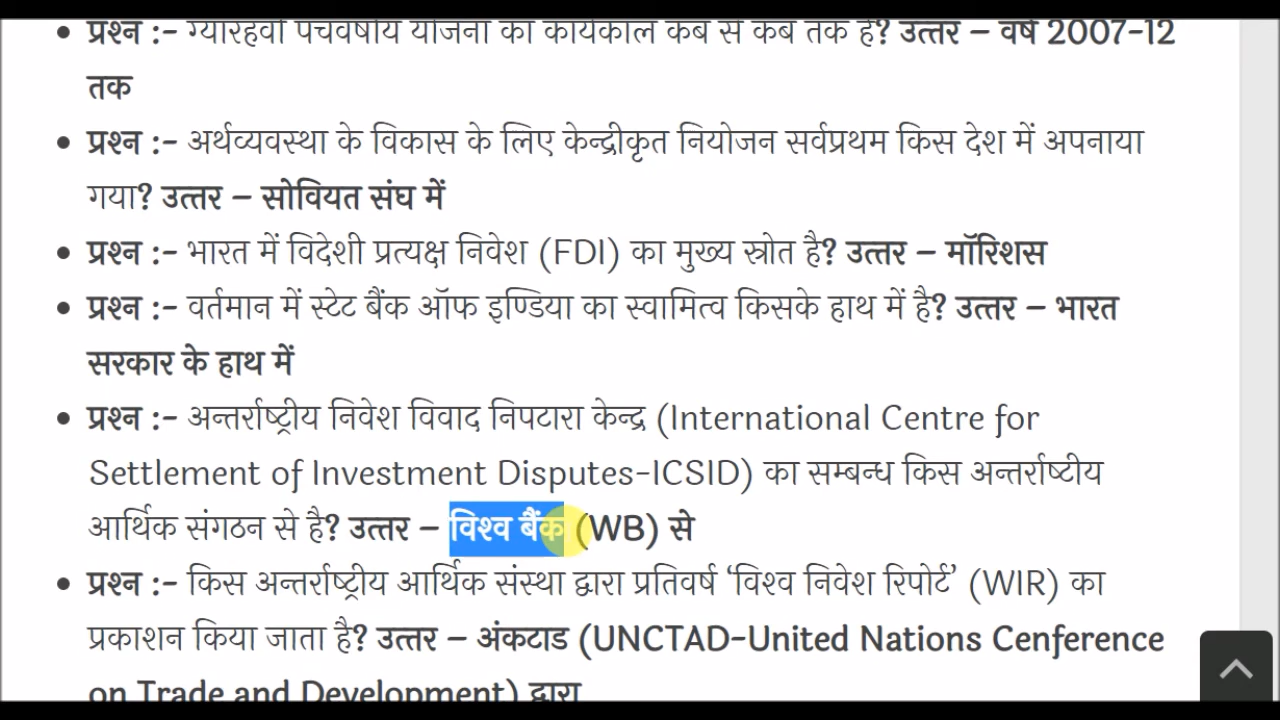 प्रश्न :- ग्यारहवीं पंचवर्षीय योजना का कार्यकाल कब से कब तक है? उत्तर – वर्ष 2007-12
तक
प्रश्न :- अर्थव्यवस्था के विकास के लिए केन्द्रीकृत नियोजन सर्वप्रथम किस देश में अपनाया
गया? उत्तर – सोवियत संघ में
प्रश्न :- भारत में विदेशी प्रत्यक्ष निवेश (FDI) का मुख्य स्रोत है? उत्तर – मॉरिशस
प्रश्न :- वर्तमान में स्टेट बैंक ऑफ इण्डिया का स्वामित्व किसके हाथ में है? उत्तर – भारत
सरकार के हाथ में
प्रश्न :- अन्तर्राष्ट्रीय निवेश विवाद निपटारा केन्द्र (International Centre for
Settlement of Investment Disputes-ICSID) का सम्बन्ध किस अन्तर्राष्टीय
आर्थिक संगठन से है? उत्तर – विश्व बैंक (WB) से
प्रश्न :- किस अन्तर्राष्ट्रीय आर्थिक संस्था द्वारा प्रतिवर्ष ‘विश्व निवेश रिपोर्ट’ (WIR) का
प्रकाशन किया जाता है? उत्तर – अंकटाड (UNCTAD-United Nations Cenference
on Trade and Development) द्वारा